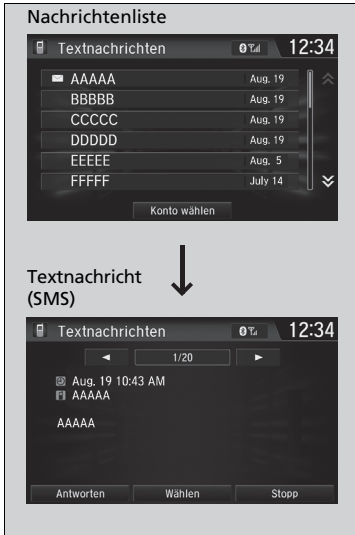 Nachrichtenliste
Textnachrichten 12:34
AAAAA Aug. 19
BBBBB Aug. 19
CCCCC Aug. 19
DDDDD Aug. 19
EEEEE Aug. 5
FFFFF July 14
Konto wählen
Textnachricht
(SMS)
Textnachrichten 12:34
1/20
Aug. 19 10:43 AM
AAAAA
AAAAA
Antworten Wählen Stopp